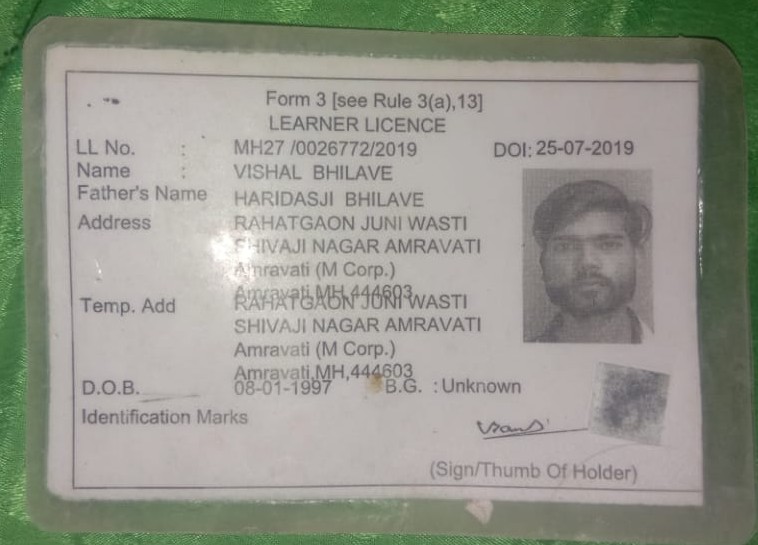 Form 3 [see Rule 3(a),13]
LEARNER LICENCE
LL No. : MH27 /0026772/2019 DOI: 25-07-2019
Name : VISHAL BHILAVE
Father's Name HARIDASJI BHILAVE
Address RAHATGAON JUNI WASTI
SHIVAJI NAGAR AMRAVATI
Amravati (M Corp.)
Amravati,MH,444603
Temp. Add RAHATGAON JUNI WASTI
SHIVAJI NAGAR AMRAVATI
Amravati (M Corp.)
Amravati,MH,444603
D.O.B. 08-01-1997 B.G. : Unknown
Identification Marks
(Sign/Thumb Of Holder)